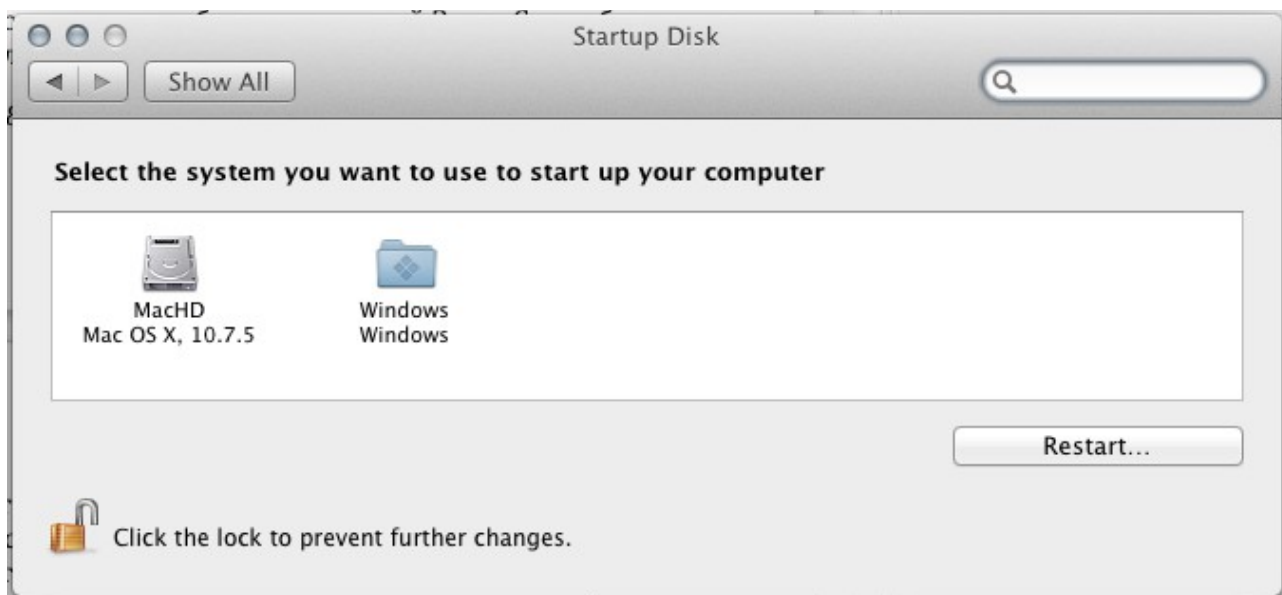 Startup Disk
Show All
Select the system you want to use to start up your computer
MacHD
Mac OS X, 10.7.5
Windows
Windows
Restart...
Click the lock to prevent further changes.